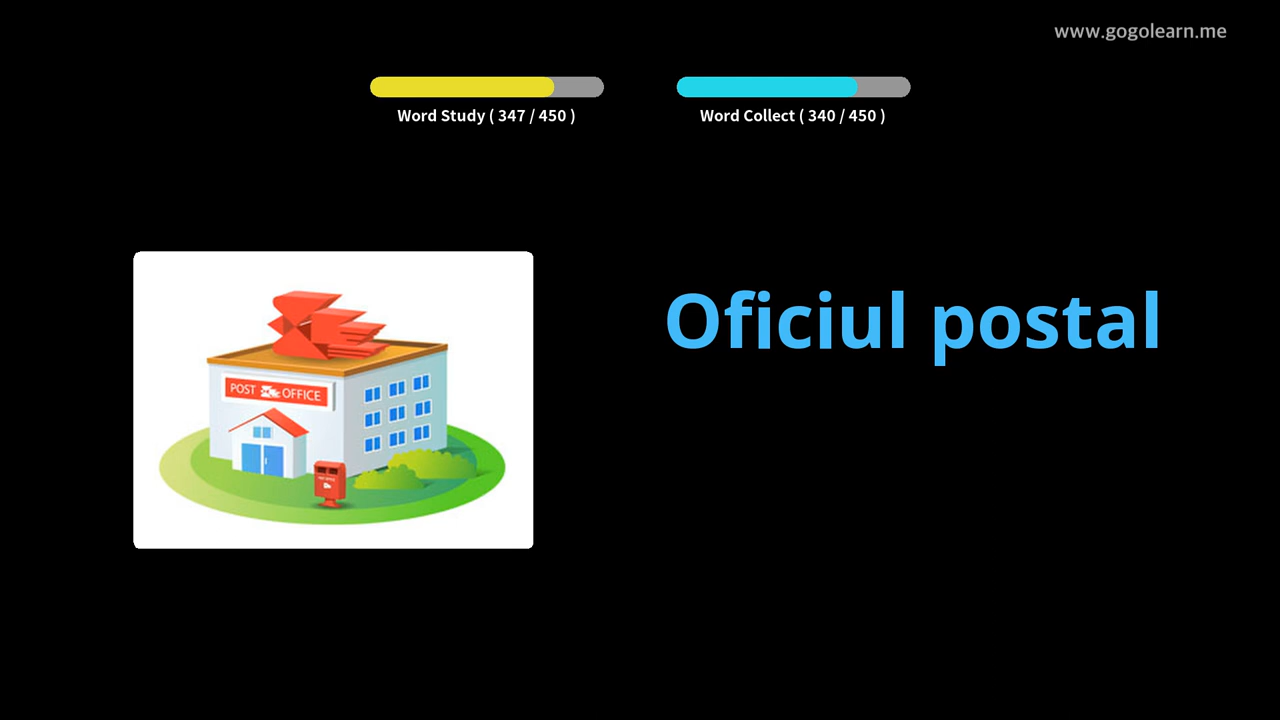 www.gogolearn.me
Word Study ( 347 / 450 )
Word Collect ( 340 / 450 )
Oficiul postal
POST OFFICE